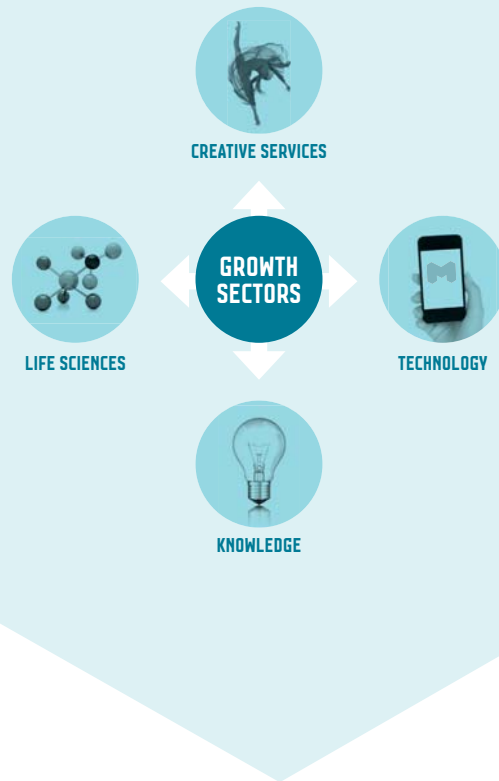 CREATIVE SERVICES
GROWTH
SECTORS
LIFE SCIENCES
TECHNOLOGY
KNOWLEDGE